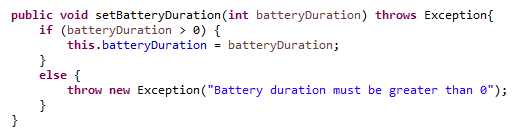 public void setBatteryDuration(int batteryDuration) throws Exception{
    if (batteryDuration > 0) {
        this.batteryDuration = batteryDuration;
    }
    else {
        throw new Exception("Battery duration must be greater than 0");
    }
}